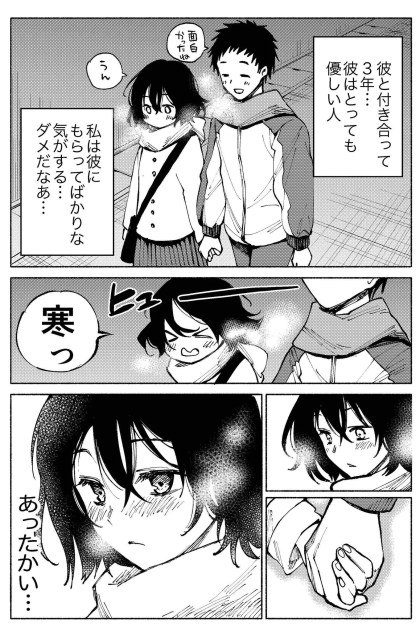 彼と付き合って
3年…
彼はとっても
優しい人
面白
かったね
うん
私は彼に
もらってばかりな
気がする…
ダメだなあ…
ヒュー
寒っ
あったかい…